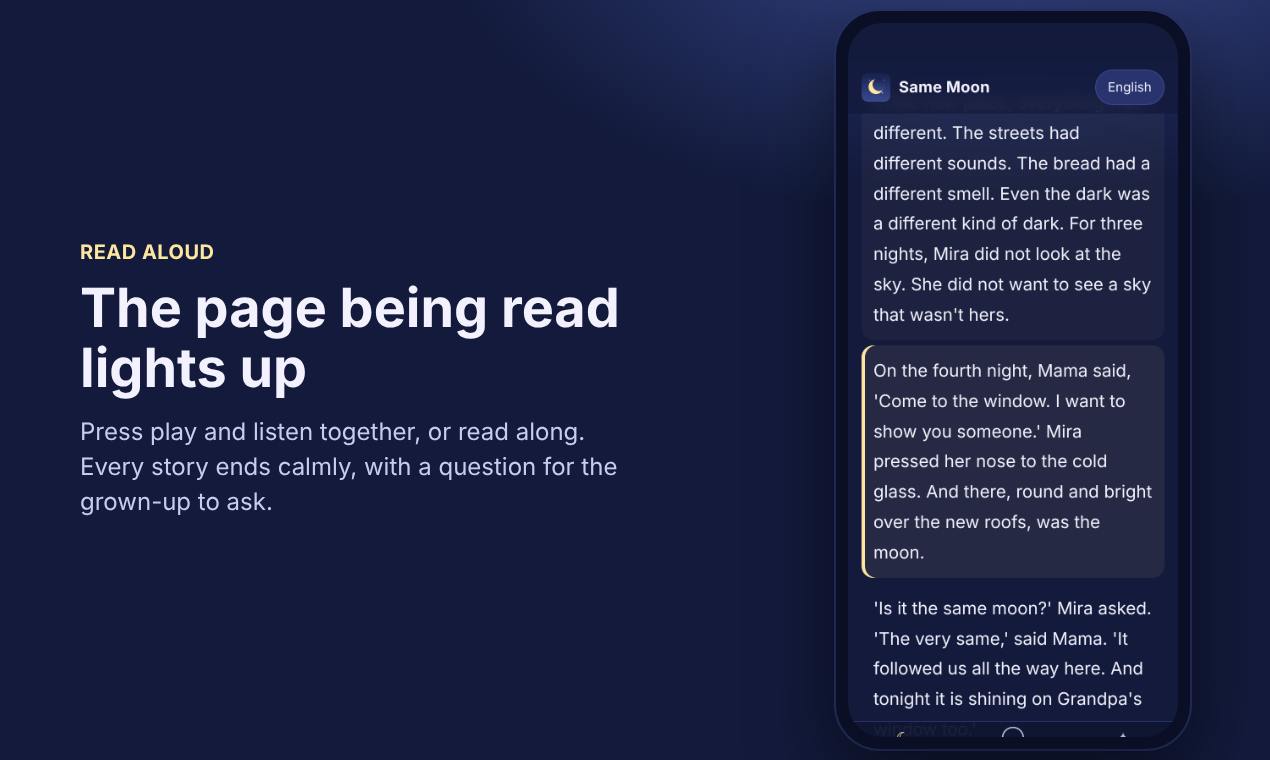 READ ALOUD
The page being read
lights up
Press play and listen together, or read along.
Every story ends calmly, with a question for the
grown-up to ask.
Same Moon
English
different. The streets had
different sounds. The bread had a
different smell. Even the dark was
a different kind of dark. For three
nights, Mira did not look at the
sky. She did not want to see a sky
that wasn't hers.
On the fourth night, Mama said,
'Come to the window. I want to
show you someone.' Mira
pressed her nose to the cold
glass. And there, round and bright
over the new roofs, was the
moon.
'Is it the same moon?' Mira asked.
'The very same,' said Mama. 'It
followed us all the way here. And
tonight it is shining on Grandpa's
window too.'